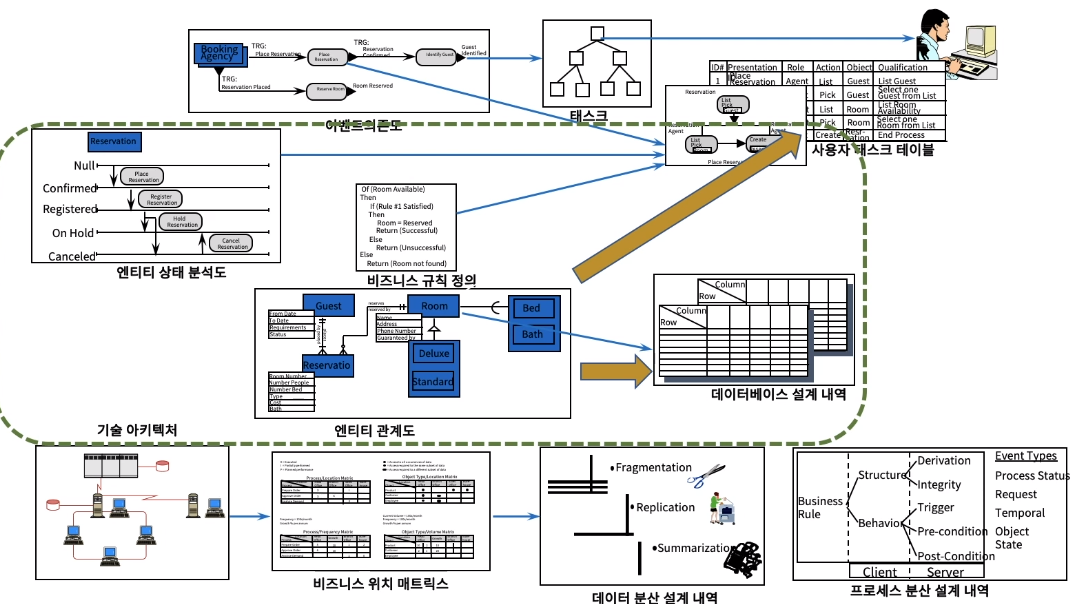 Booking
Agency
TRG:
Place Reservation
Place
Reservation
TRG:
Reservation
Confirmed
Identify Guest
Guest
Identified
TRG:
Reservation Placed
Reserve Room
Room Reserved
이벤트의존도
태스크
ID# Presentation Role Action Object Qualification
1 Place Reservation Agent List Guest List Guest
Pick Guest Select one Guest from List
List Room List Room Availability
Pick Room Select one Room from List
Create Reser-vation End Process
사용자 태스크 테이블
Reservation
List
Pick
Agent
List
Pick
Agent
Create
Reservation
Null
Confirmed
Registered
On Hold
Canceled
Place
Reservation
Register
Reservation
Hold
Reservation
Cancel
Reservation
엔티티 상태 분석도
Of (Room Available)
Then
If (Rule #1 Satisfied)
Then
Room = Reserved
Return (Successful)
Else
Return (Unsuccessful)
Else
Return (Room not found)
비즈니스 규칙 정의
Guest
From Date
To Date
Requirements
Status
reserves
reserved by
Room
Name
Address
Phone Number
Guaranteed by
Bed
Bath
Deluxe
Standard
Reservatio
Room Number
Number People
Number Bed
Type
Cost
Bath
엔티티 관계도
Column
Row
Column
Row
데이터베이스 설계 내역
기술 아키텍처
Process/Location Matrix
Object Type/Location Matrix
Process/Frequency Matrix
Object Type/Volume Matrix
비즈니스 위치 매트릭스
•Fragmentation
•Replication
•Summarization
데이터 분산 설계 내역
Business
Rule
Structure
Behavior
Derivation
Integrity
Trigger
Pre-condition
Post-Condition
Client
Server
Event Types
Process Status
Request
Temporal
Object
State
프로세스 분산 설계 내역